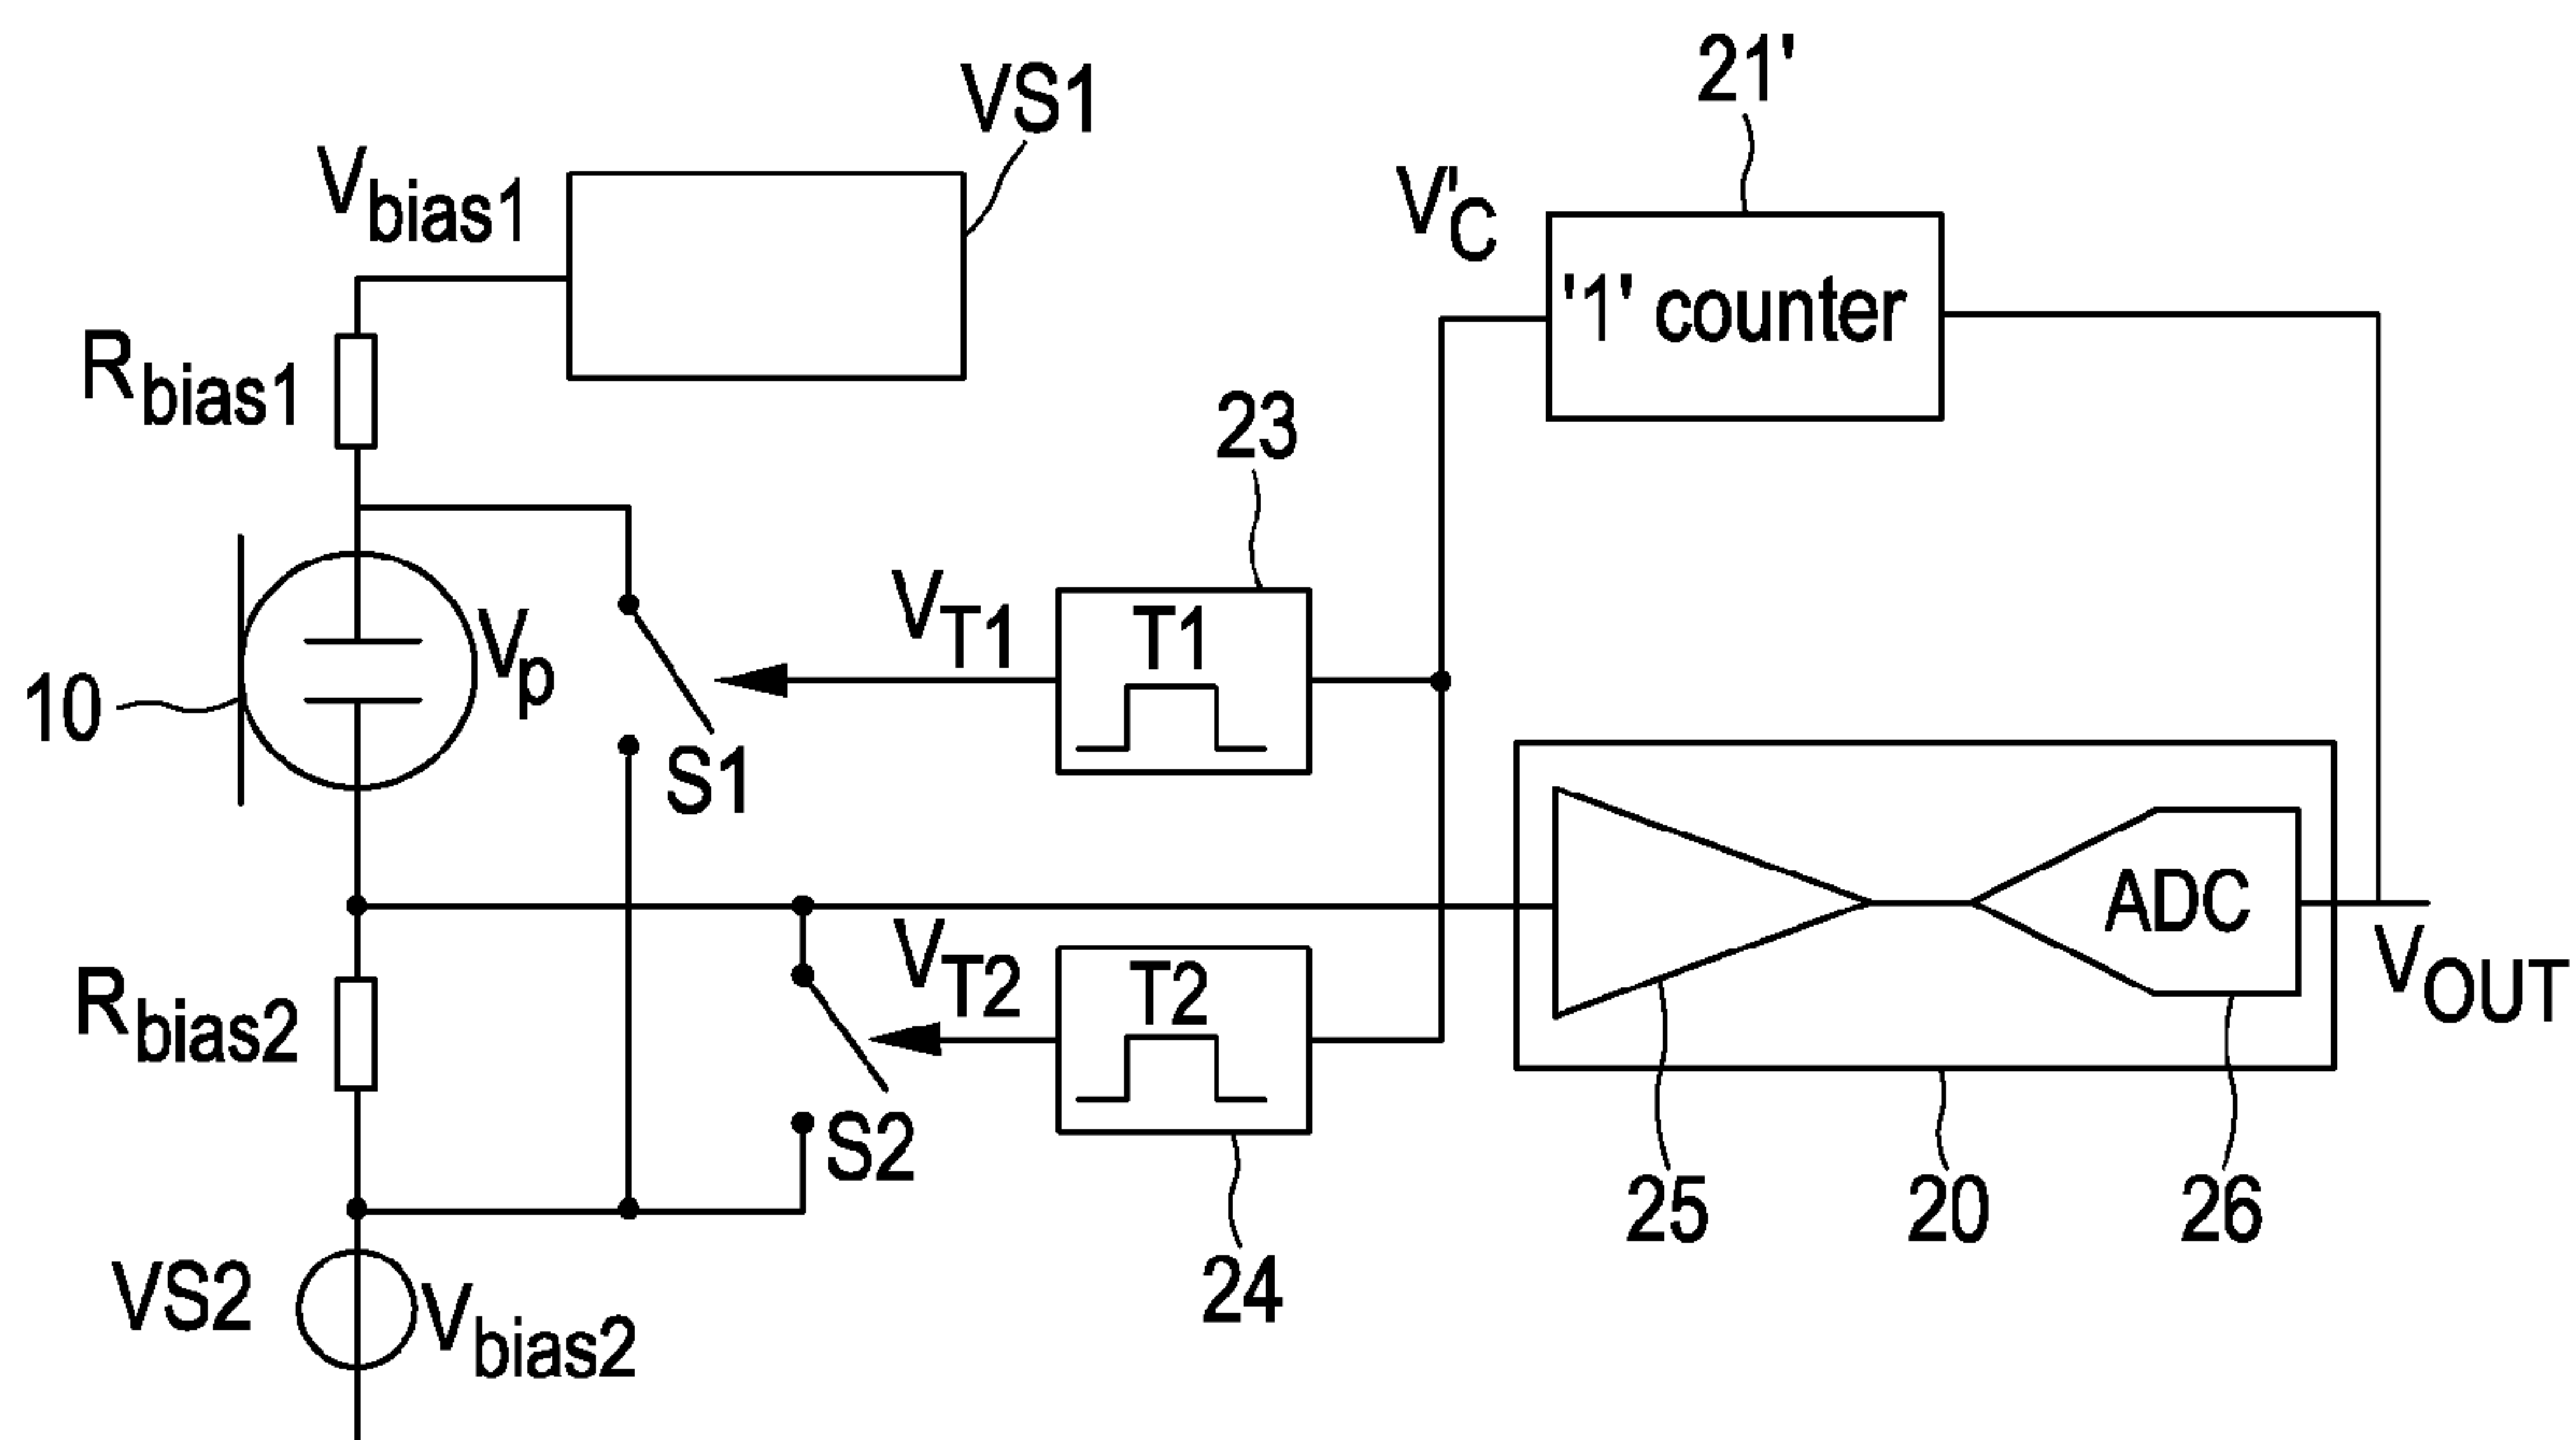 21'
VS1
Vbias1
V'C
'1' counter
Rbias1
23
VT1
T1
Vp
10
S1
ADC
VT2
T2
VOUT
Rbias2
S2
25
20
26
24
VS2
Vbias2